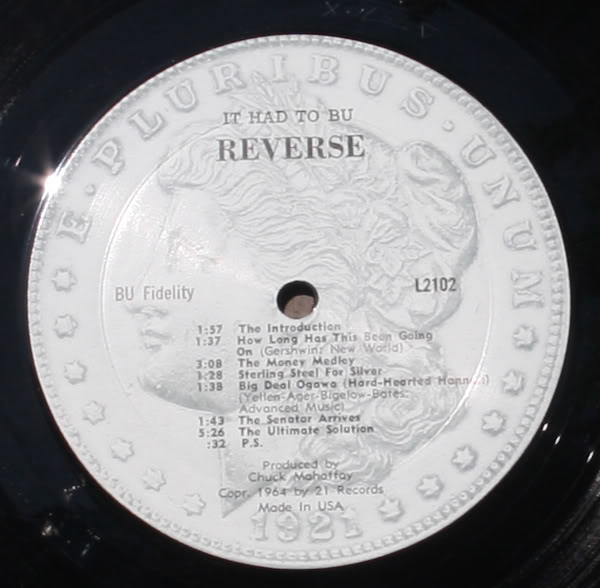 E·PLURIBUS·UNUM
IT HAD TO BU
REVERSE
BU Fidelity
L2102
1:57 The Introduction
1:37 How Long Has This Been Going
On (Gershwin: New World)
3:08 The Money Medley
1:28 Sterling Steel For Silver
1:38 Big Deal Ogawa (Hard-Hearted
(Yellen-Ager-Bigelow-Bates:
Advanced Music)
1:43 The Senator Arrives
5:26 The Ultimate Solution
:32 P.S.
Produced by
Chuck Mahaffay
Copr. 1964 by 21 Records
Made In USA
1921